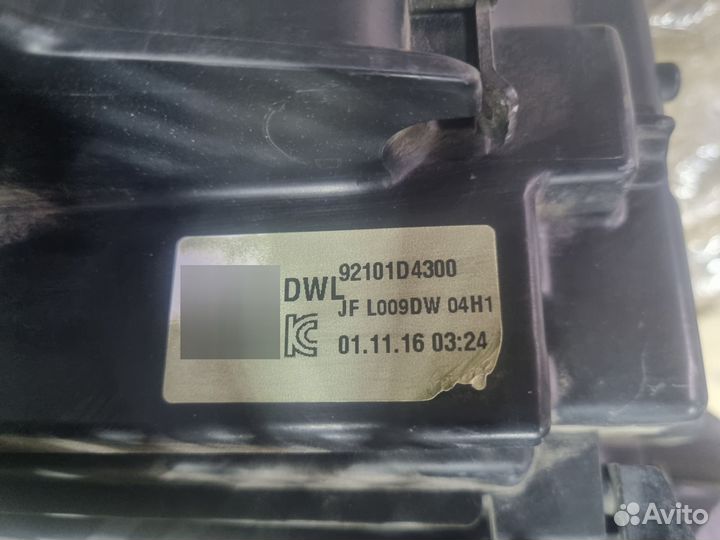 DWL 92101D4300
JF L009DW 04H1
01.11.16 03:24
Avito